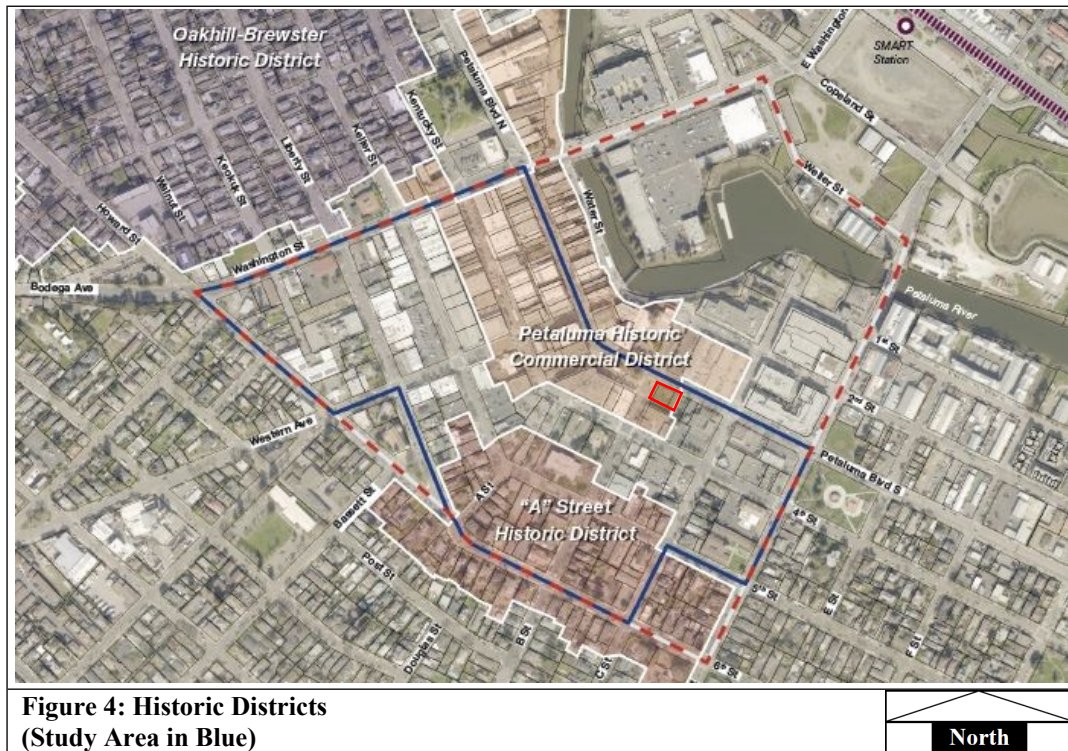 Oakhill-Brewster
Historic District
Petaluma Blvd N
E Washington
SMART
Station
Copeland St
Kentucky St
Keller St
Liberty St
Keokuk St
Walnut St
Howard St
Washington St
Bodega Ave
Water St
Weller St
Petaluma River
Petaluma Historic
Commercial District
1st St
2nd St
Western Ave
Petaluma Blvd S
4th St
A St
Bassett St
"A" Street
Historic District
Post St
5th St
E St
F St
Douglas St
B St
C St
6th St
Figure 4: Historic Districts
(Study Area in Blue)
North